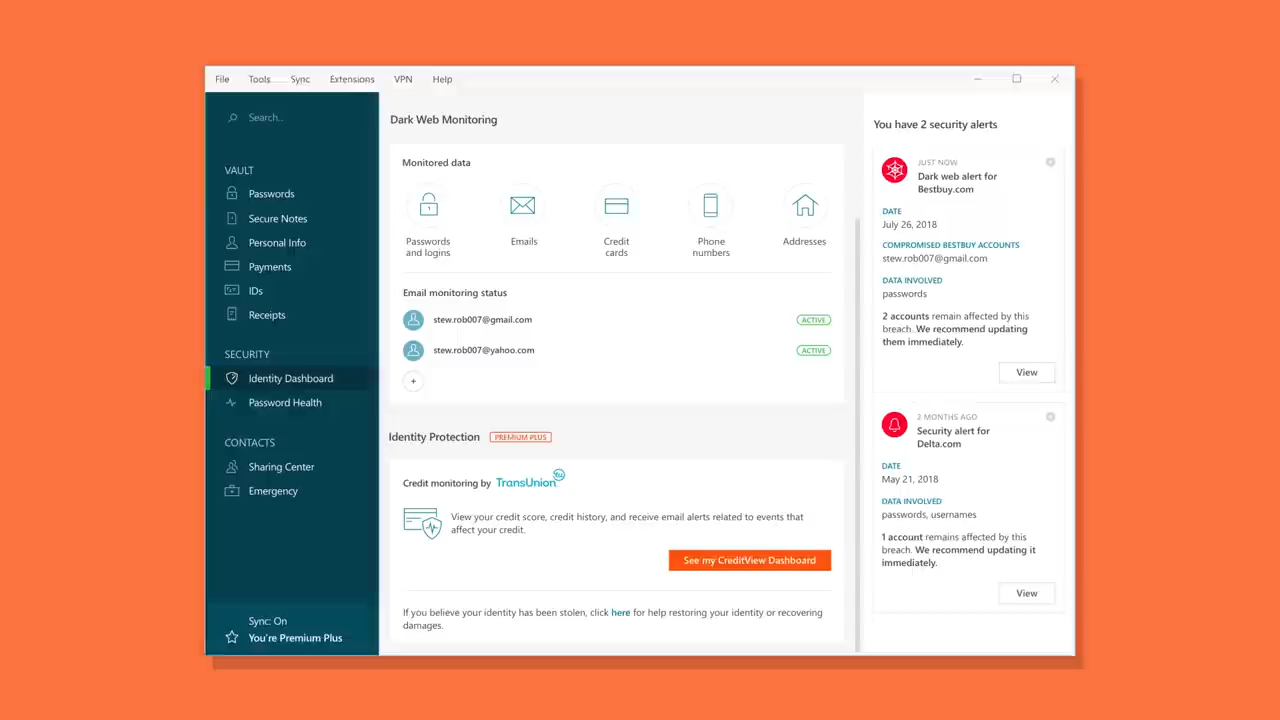 File Tools Sync Extensions VPN Help
Search..
VAULT
Passwords
Secure Notes
Personal Info
Payments
IDs
Receipts
SECURITY
Identity Dashboard
Password Health
CONTACTS
Sharing Center
Emergency
Sync: On
You're Premium Plus
Dark Web Monitoring
Monitored data
Passwords
and logins
Emails
Credit
cards
Phone
numbers
Addresses
Email monitoring status
stew.rob007@gmail.com ACTIVE
stew.rob007@yahoo.com ACTIVE
+
Identity Protection PREMIUM PLUS
Credit monitoring by TransUnion tu
View your credit score, credit history, and receive email alerts related to events that
affect your credit.
See my CreditView Dashboard
If you believe your identity has been stolen, click here for help restoring your identity or recovering
damages.
You have 2 security alerts
JUST NOW
Dark web alert for
Bestbuy.com
DATE
July 26, 2018
COMPROMISED BESTBUY ACCOUNTS
stew.rob007@gmail.com
DATA INVOLVED
passwords
2 accounts remain affected by this
breach. We recommend updating
them immediately.
View
2 MONTHS AGO
Security alert for
Delta.com
DATE
May 21, 2018
DATA INVOLVED
passwords, usernames
1 account remains affected by this
breach. We recommend updating it
immediately.
View